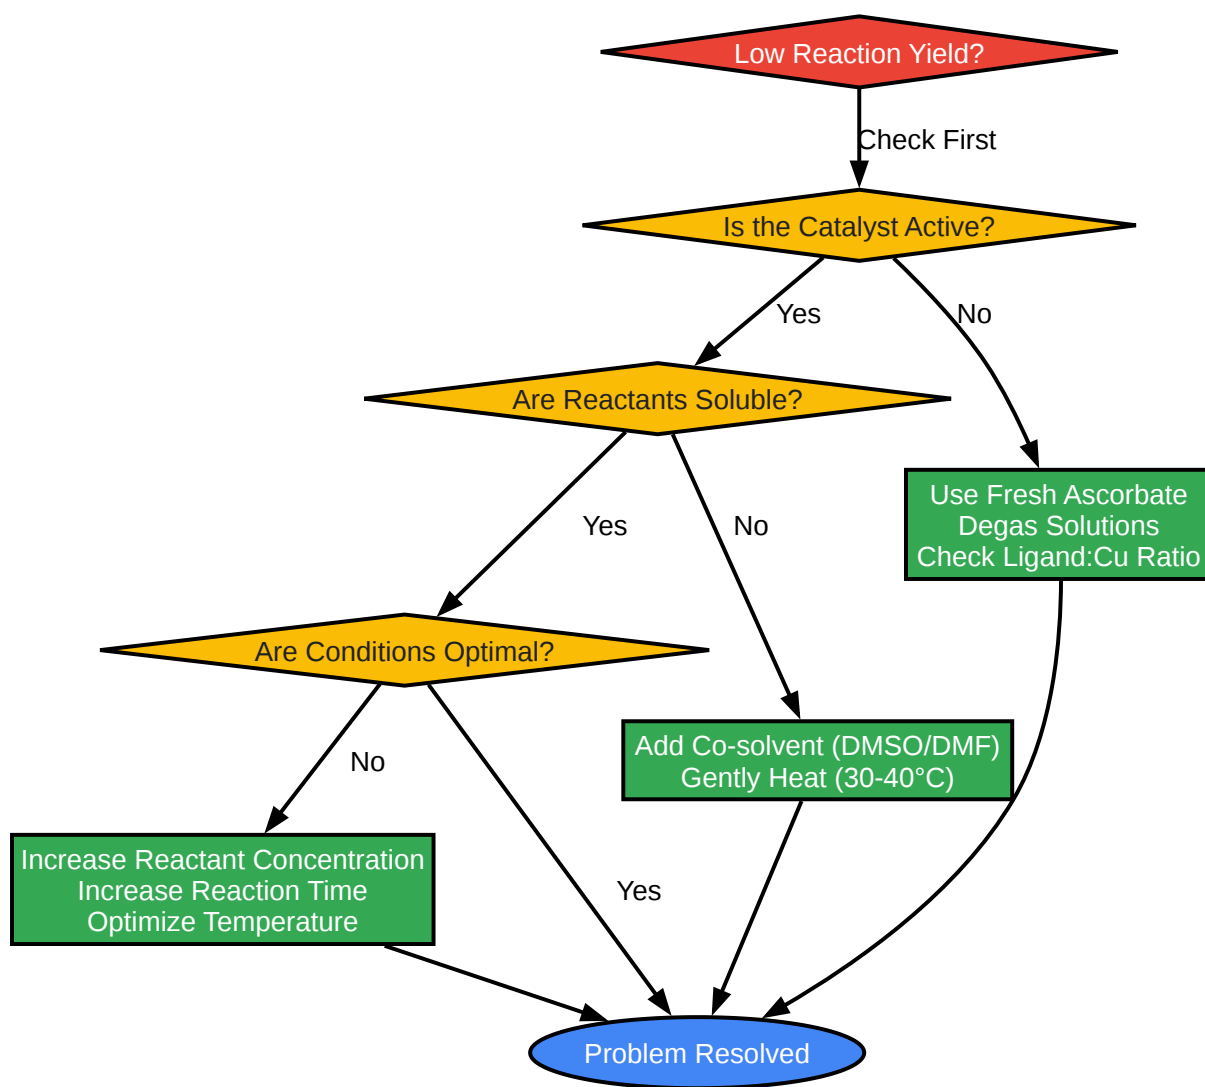 Low Reaction Yield?
Check First
Is the Catalyst Active?
Yes
No
Are Reactants Soluble?
Use Fresh Ascorbate
Degas Solutions
Check Ligand:Cu Ratio
Yes
No
Are Conditions Optimal?
Add Co-solvent (DMSO/DMF)
Gently Heat (30-40°C)
No
Increase Reactant Concentration
Increase Reaction Time
Optimize Temperature
Yes
Problem Resolved